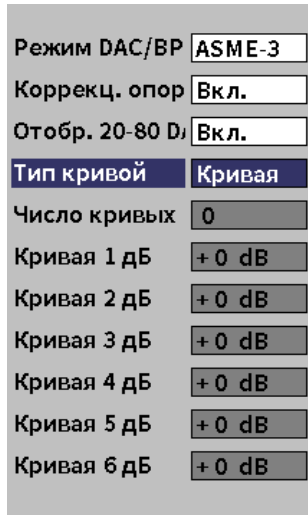 Режим DAC/ВР ASME-3
Коррекц. опор Вкл.
Отобр. 20-80 D Вкл.
Тип кривой Кривая
Число кривых 0
Кривая 1 дБ +0 dB
Кривая 2 дБ +0 dB
Кривая 3 дБ +0 dB
Кривая 4 дБ +0 dB
Кривая 5 дБ +0 dB
Кривая 6 дБ +0 dB